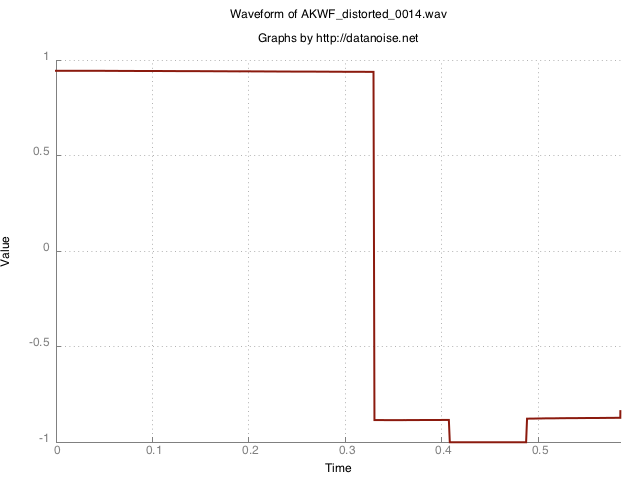 Waveform of AKWF_distorted_0014.wav
Graphs by http://datanoise.net
1
0.5
0
-0.5
-1
Value
0 0.1 0.2 0.3 0.4 0.5
Time